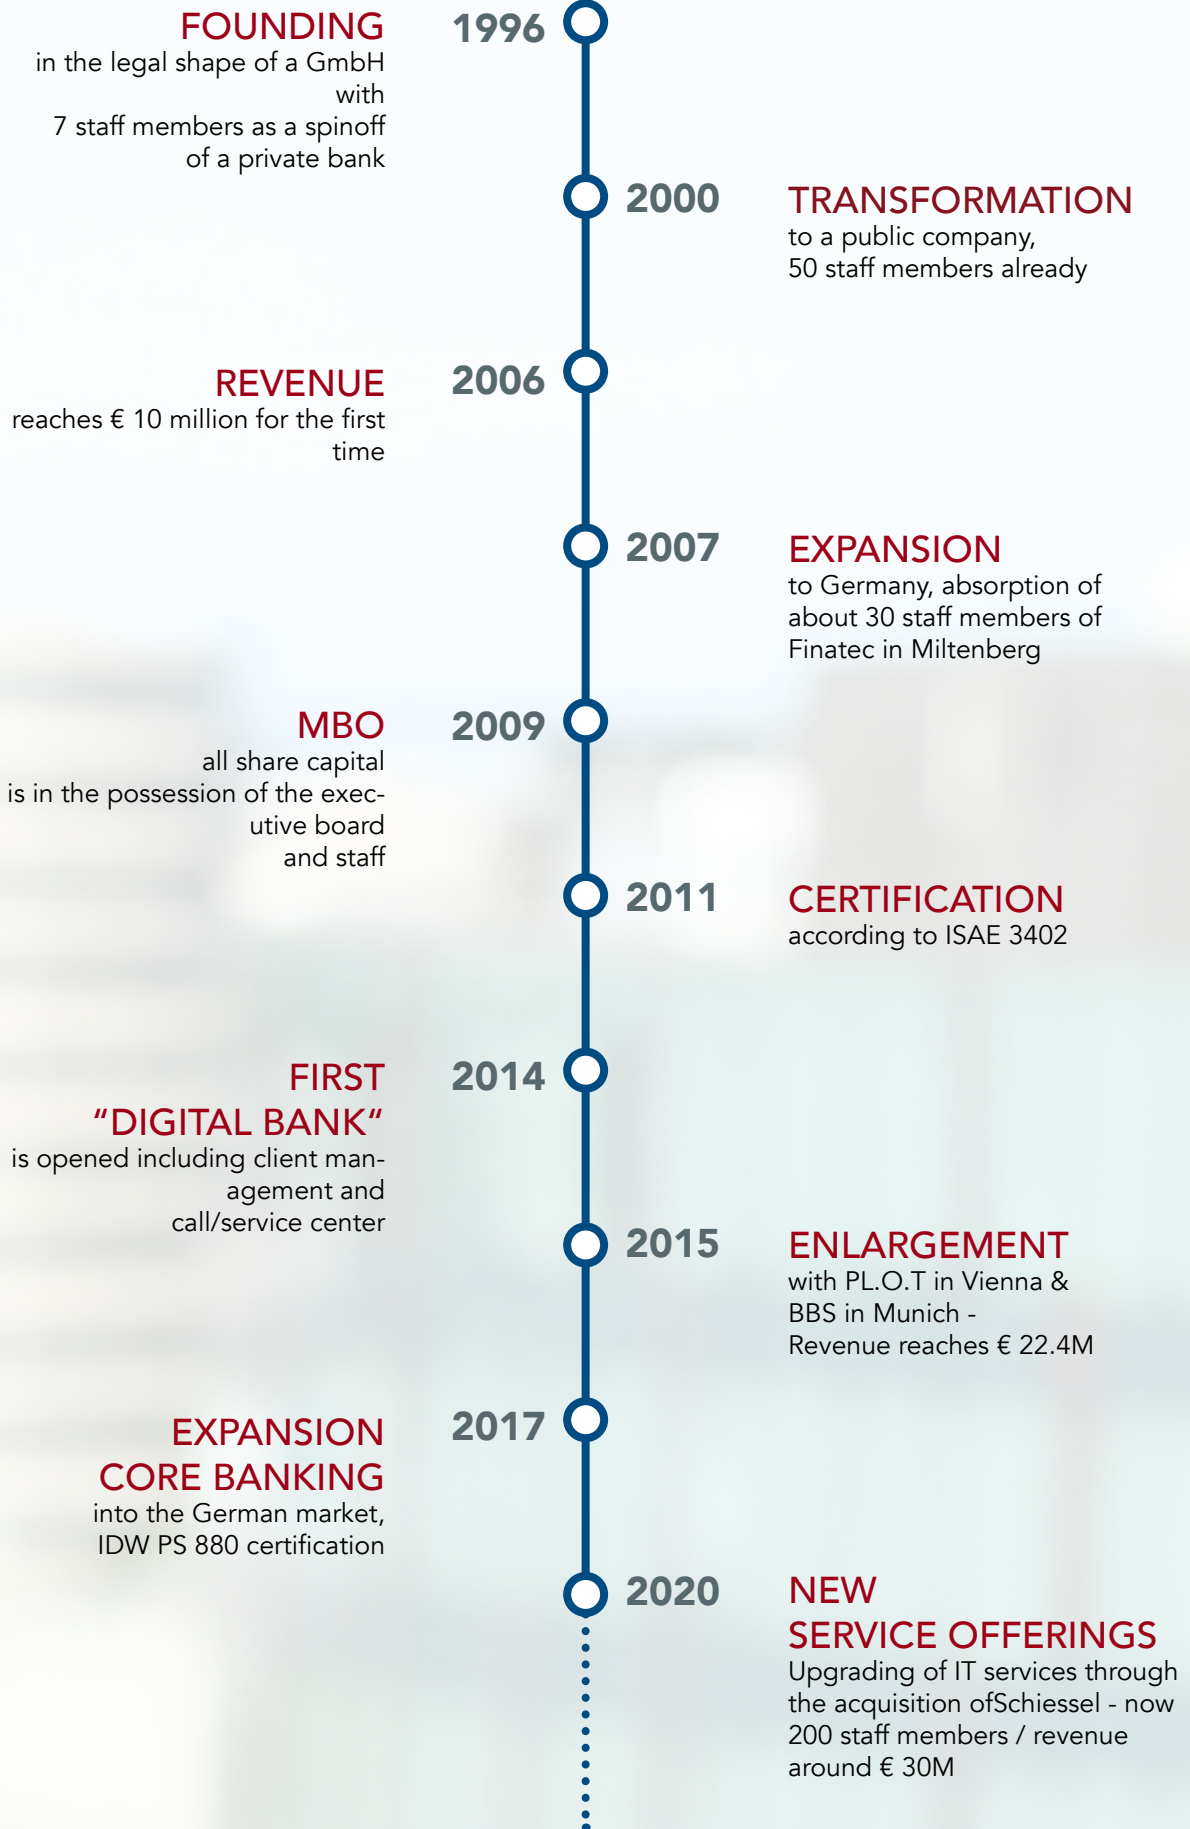 FOUNDING
1996
in the legal shape of a GmbH
with
7 staff members as a spinoff
of a private bank
2000
TRANSFORMATION
to a public company,
50 staff members already
REVENUE
2006
reaches € 10 million for the first
time
2007
EXPANSION
to Germany, absorption of
about 30 staff members of
Finatec in Miltenberg
MBO
2009
all share capital
is in the possession of the exec-
utive board
and staff
2011
CERTIFICATION
according to ISAE 3402
FIRST
2014
“DIGITAL BANK“
is opened including client man-
agement and
call/service center
2015
ENLARGEMENT
with PL.O.T in Vienna &
BBS in Munich -
Revenue reaches € 22.4M
EXPANSION
2017
CORE BANKING
into the German market,
IDW PS 880 certification
2020
NEW
SERVICE OFFERINGS
Upgrading of IT services through
the acquisition ofSchiessel - now
200 staff members / revenue
around € 30M